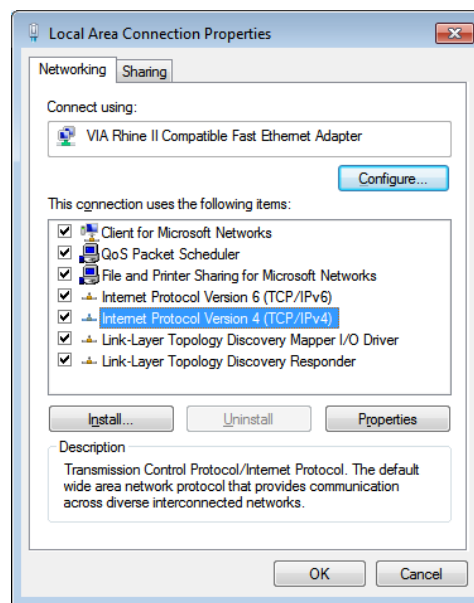 Local Area Connection Properties
Networking
Sharing
Connect using:
VIA Rhine II Compatible Fast Ethernet Adapter
Configure...
This connection uses the following items:
Client for Microsoft Networks
QoS Packet Scheduler
File and Printer Sharing for Microsoft Networks
Internet Protocol Version 6 (TCP/IPv6)
Internet Protocol Version 4 (TCP/IPv4)
Link-Layer Topology Discovery Mapper I/O Driver
Link-Layer Topology Discovery Responder
Install...
Uninstall
Properties
Description
Transmission Control Protocol/Internet Protocol. The default
wide area network protocol that provides communication
across diverse interconnected networks.
OK
Cancel